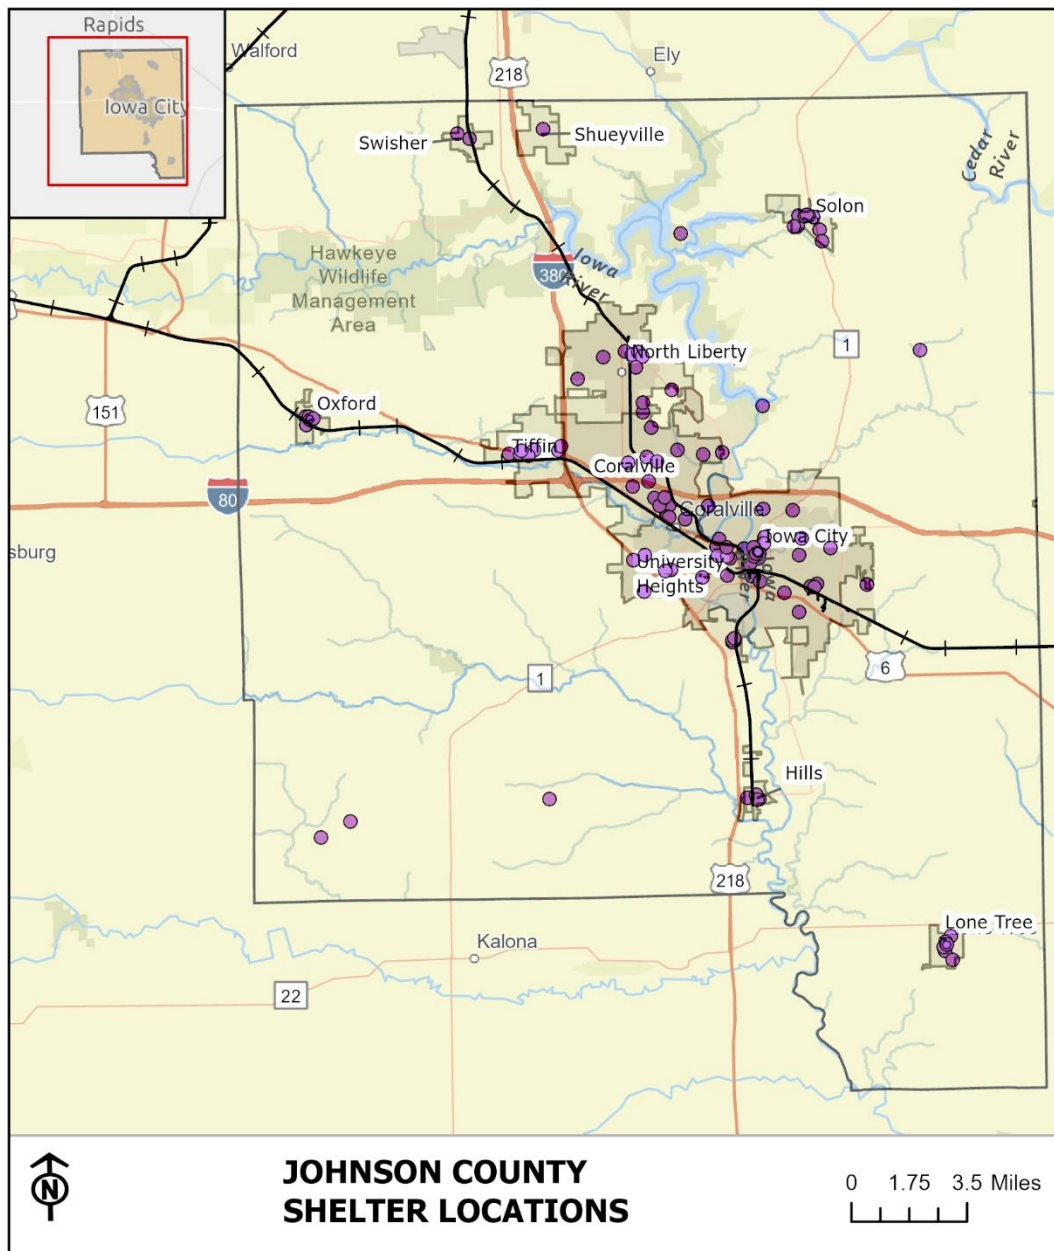 Rapids
Walford
Iowa City
218
Ely
Swisher
Shueyville
Cedar
River
Solon
Hawkeye
Wildlife
Management
Area
Iowa
River
380
North Liberty
1
151
Oxford
Tiffin
Coralville
80
Coralville
sburg
Iowa City
University
Heights
Iowa
River
6
1
Hills
218
Lone Tree
Kalona
22
N
JOHNSON COUNTY
SHELTER LOCATIONS
0 1.75 3.5 Miles